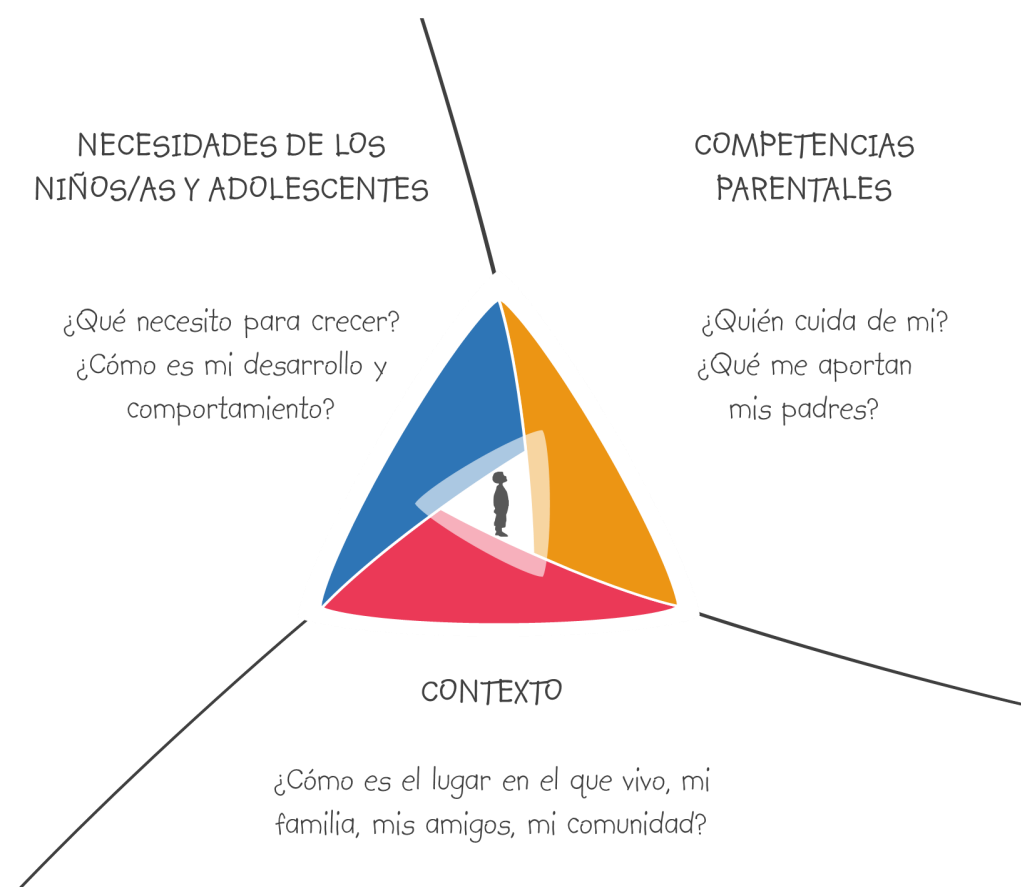 NECESIDADES DE LOS
NIÑOS/AS Y ADOLESCENTES
¿Qué necesito para crecer?
¿Cómo es mi desarrollo y
comportamiento?
COMPETENCIAS
PARENTALES
¿Quién cuida de mi?
¿Qué me aportan
mis padres?
CONTEXTO
¿Cómo es el lugar en el que vivo, mi
familia, mis amigos, mi comunidad?